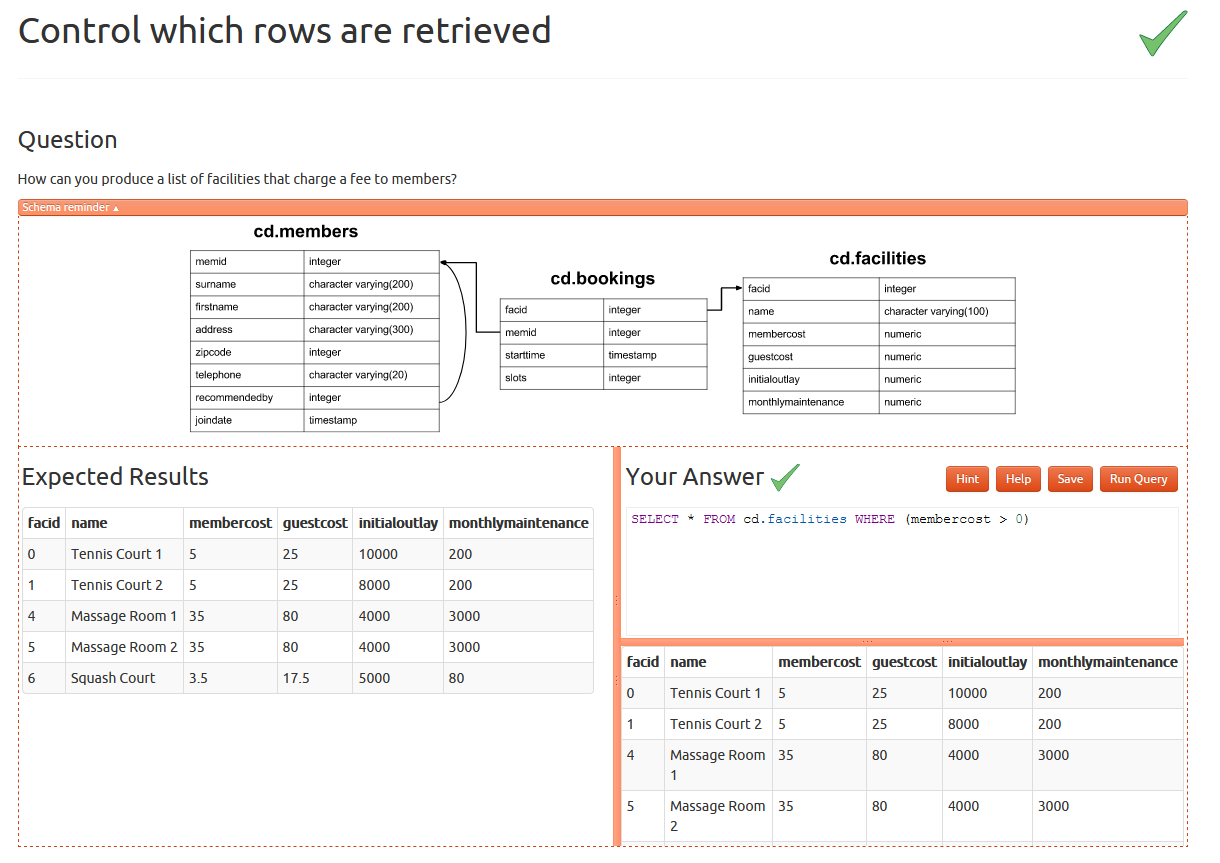 Control which rows are retrieved
Question
How can you produce a list of facilities that charge a fee to members?
Schema reminder ▲
cd.members
memid integer
surname character varying(200)
firstname character varying(200)
address character varying(300)
zipcode integer
telephone character varying(20)
recommendedby integer
joindate timestamp
cd.bookings
facid integer
memid integer
starttime timestamp
slots integer
cd.facilities
facid integer
name character varying(100)
membercost numeric
guestcost numeric
initialoutlay numeric
monthlymaintenance numeric
Expected Results
facid name membercost guestcost initialoutlay monthlymaintenance
0 Tennis Court 1 5 25 10000 200
1 Tennis Court 2 5 25 8000 200
4 Massage Room 1 35 80 4000 3000
5 Massage Room 2 35 80 4000 3000
6 Squash Court 3.5 17.5 5000 80
Your Answer
Hint Help Save Run Query
SELECT * FROM cd.facilities WHERE (membercost > 0)
facid name membercost guestcost initialoutlay monthlymaintenance
0 Tennis Court 1 5 25 10000 200
1 Tennis Court 2 5 25 8000 200
4 Massage Room 35 80 4000 3000
1
5 Massage Room 35 80 4000 3000
2